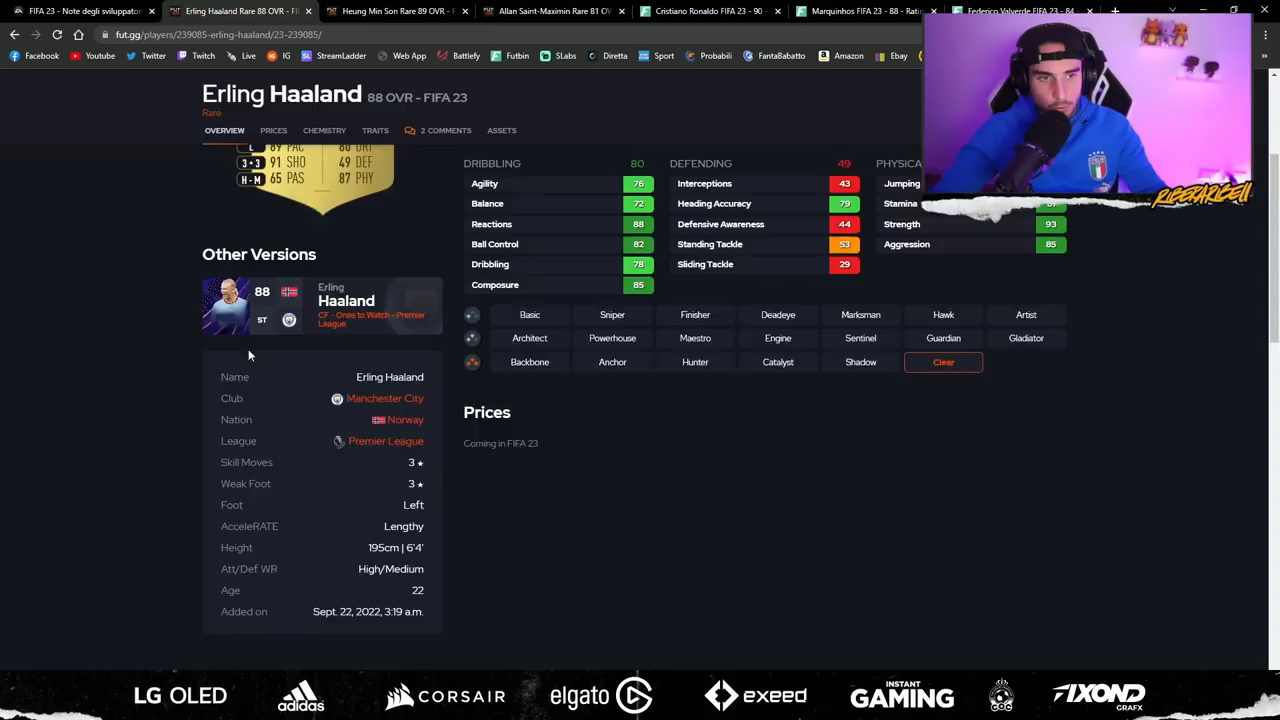 FIFA 23 - Note degli sviluppator
Erling Haaland Rare 88 OVR - FI
Heung Min Son Rare 89 OVR - F
Allan Saint-Maximin Rare 81 O
Cristiano Ronaldo FIFA 23 - 90 -
Marquinhos FIFA 23 - 88 - Ratin
Federico Valverde FIFA 23 - 84 -
fut.gg/players/239085-erling-haaland/23-239085/
Facebook
Youtube
Twitter
Twitch
Live
IG
StreamLadder
Web App
Battlefy
Futbin
SLabs
Diretta
Sport
Probabili
FantaBabatto
Amazon
Ebay
Erling Haaland 88 OVR - FIFA 23
Rare
OVERVIEW
PRICES
CHEMISTRY
TRAITS
2 COMMENTS
ASSETS
L 89 PAC 80 DRI
3★3 91 SHO 49 DEF
H-M 65 PAS 87 PHY
DRIBBLING 80
Agility 76
Balance 72
Reactions 88
Ball Control 82
Dribbling 78
Composure 85
DEFENDING 49
Interceptions 43
Heading Accuracy 79
Defensive Awareness 44
Standing Tackle 53
Sliding Tackle 29
PHYSICA
Jumping
Stamina
Strength 93
Aggression 85
RIBERARIBELL
Other Versions
88
ST
Erling
Haaland
CF - Ones to Watch - Premier
League
Basic
Sniper
Finisher
Deadeye
Marksman
Hawk
Artist
Architect
Powerhouse
Maestro
Engine
Sentinel
Guardian
Gladiator
Backbone
Anchor
Hunter
Catalyst
Shadow
Clear
Name Erling Haaland
Club Manchester City
Nation Norway
League Premier League
Skill Moves 3 ★
Weak Foot 3 ★
Foot Left
AcceleRATE Lengthy
Height 195cm | 6'4'
Att/Def. WR High/Medium
Age 22
Added on Sept. 22, 2022, 3:19 a.m.
Prices
Coming in FIFA 23
LG OLED
adidas
CORSAIR
elgato
exeed
INSTANT
GAMING
FIXOND
GRAFX